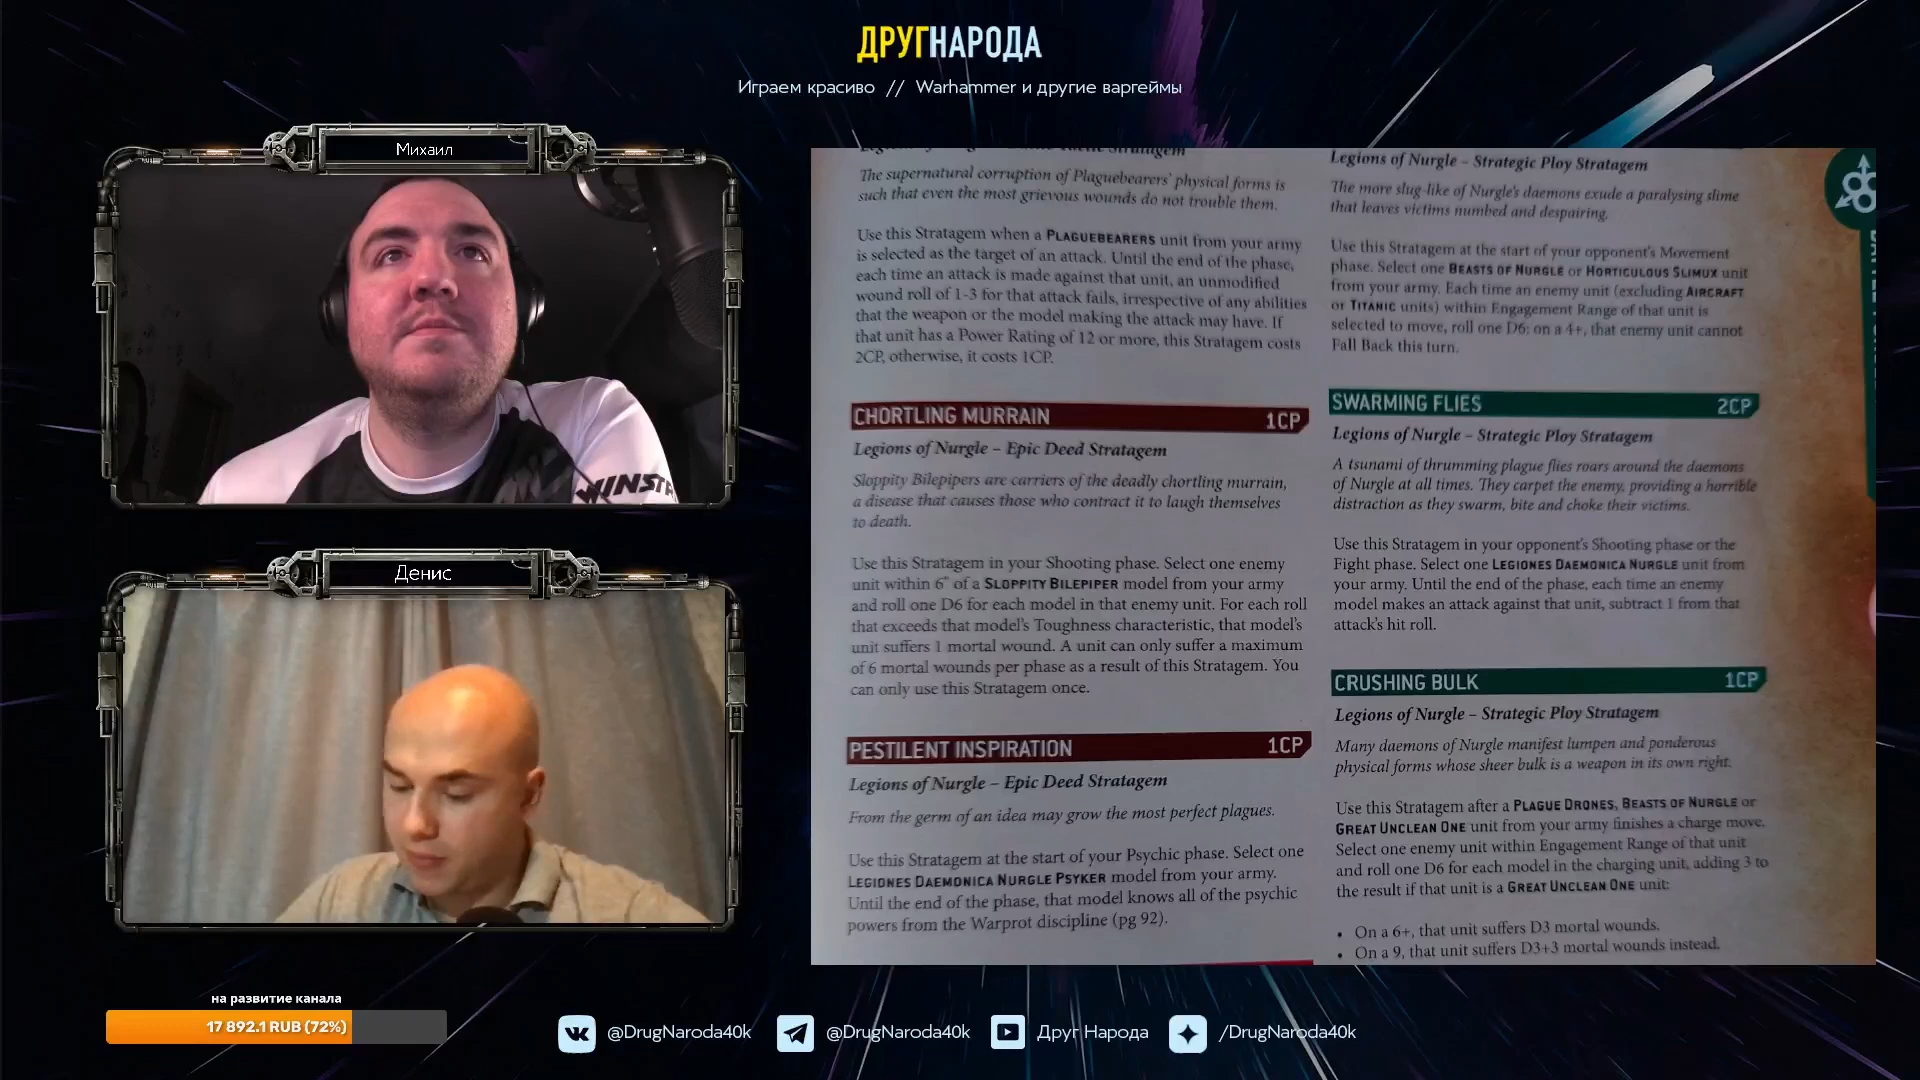 ДРУГНАРОДА
Играем красиво // Warhammer и другие варгеймы
Михаил
WINSTR
Денис
The supernatural corruption of Plaguebearers' physical forms is
such that even the most grievous wounds do not trouble them.
Use this Stratagem when a PLAGUEBEARERS unit from your army
is selected as the target of an attack. Until the end of the phase,
each time an attack is made against that unit, an unmodified
wound roll of 1-3 for that attack fails, irrespective of any abilities
that the weapon or the model making the attack may have. If
that unit has a Power Rating of 12 or more, this Stratagem costs
2CP, otherwise, it costs 1CP.
CHORTLING MURRAIN 1CP
Legions of Nurgle – Epic Deed Stratagem
Sloppity Bilepipers are carriers of the deadly chortling murrain,
a disease that causes those who contract it to laugh themselves
to death.
Use this Stratagem in your Shooting phase. Select one enemy
unit within 6" of a SLOPPITY BILEPIPER model from your army
and roll one D6 for each model in that enemy unit. For each roll
that exceeds that model's Toughness characteristic, that model's
unit suffers 1 mortal wound. A unit can only suffer a maximum
of 6 mortal wounds per phase as a result of this Stratagem. You
can only use this Stratagem once.
PESTILENT INSPIRATION 1CP
Legions of Nurgle – Epic Deed Stratagem
From the germ of an idea may grow the most perfect plagues.
Use this Stratagem at the start of your Psychic phase. Select one
LEGIONES DAEMONICA NURGLE PSYKER model from your army.
Until the end of the phase, that model knows all of the psychic
powers from the Warprot discipline (pg 92).
Legions of Nurgle – Strategic Ploy Stratagem
The more slug-like of Nurgle's daemons exude a paralysing slime
that leaves victims numbed and despairing.
Use this Stratagem at the start of your opponent's Movement
phase. Select one BEASTS OF NURGLE or HORTICULOUS SLIMUX unit
from your army. Each time an enemy unit (excluding AIRCRAFT
or TITANIC units) within Engagement Range of that unit is
selected to move, roll one D6: on a 4+, that enemy unit cannot
Fall Back this turn.
SWARMING FLIES 2CP
Legions of Nurgle – Strategic Ploy Stratagem
A tsunami of thrumming plague flies roars around the daemons
of Nurgle at all times. They carpet the enemy, providing a horrible
distraction as they swarm, bite and choke their victims.
Use this Stratagem in your opponent's Shooting phase or the
Fight phase. Select one LEGIONES DAEMONICA NURGLE unit from
your army. Until the end of the phase, each time an enemy
model makes an attack against that unit, subtract 1 from that
attack's hit roll.
CRUSHING BULK 1CP
Legions of Nurgle – Strategic Ploy Stratagem
Many daemons of Nurgle manifest lumpen and ponderous
physical forms whose sheer bulk is a weapon in its own right.
Use this Stratagem after a PLAGUE DRONES, BEASTS OF NURGLE or
GREAT UNCLEAN ONE unit from your army finishes a charge move.
Select one enemy unit within Engagement Range of that unit
and roll one D6 for each model in the charging unit, adding 3 to
the result if that unit is a GREAT UNCLEAN ONE unit:
• On a 6+, that unit suffers D3 mortal wounds.
• On a 9, that unit suffers D3+3 mortal wounds instead.
на развитие канала
17 892.1 RUB (72%)
@DrugNaroda40k
@DrugNaroda40k
Друг Народа
/DrugNaroda40k